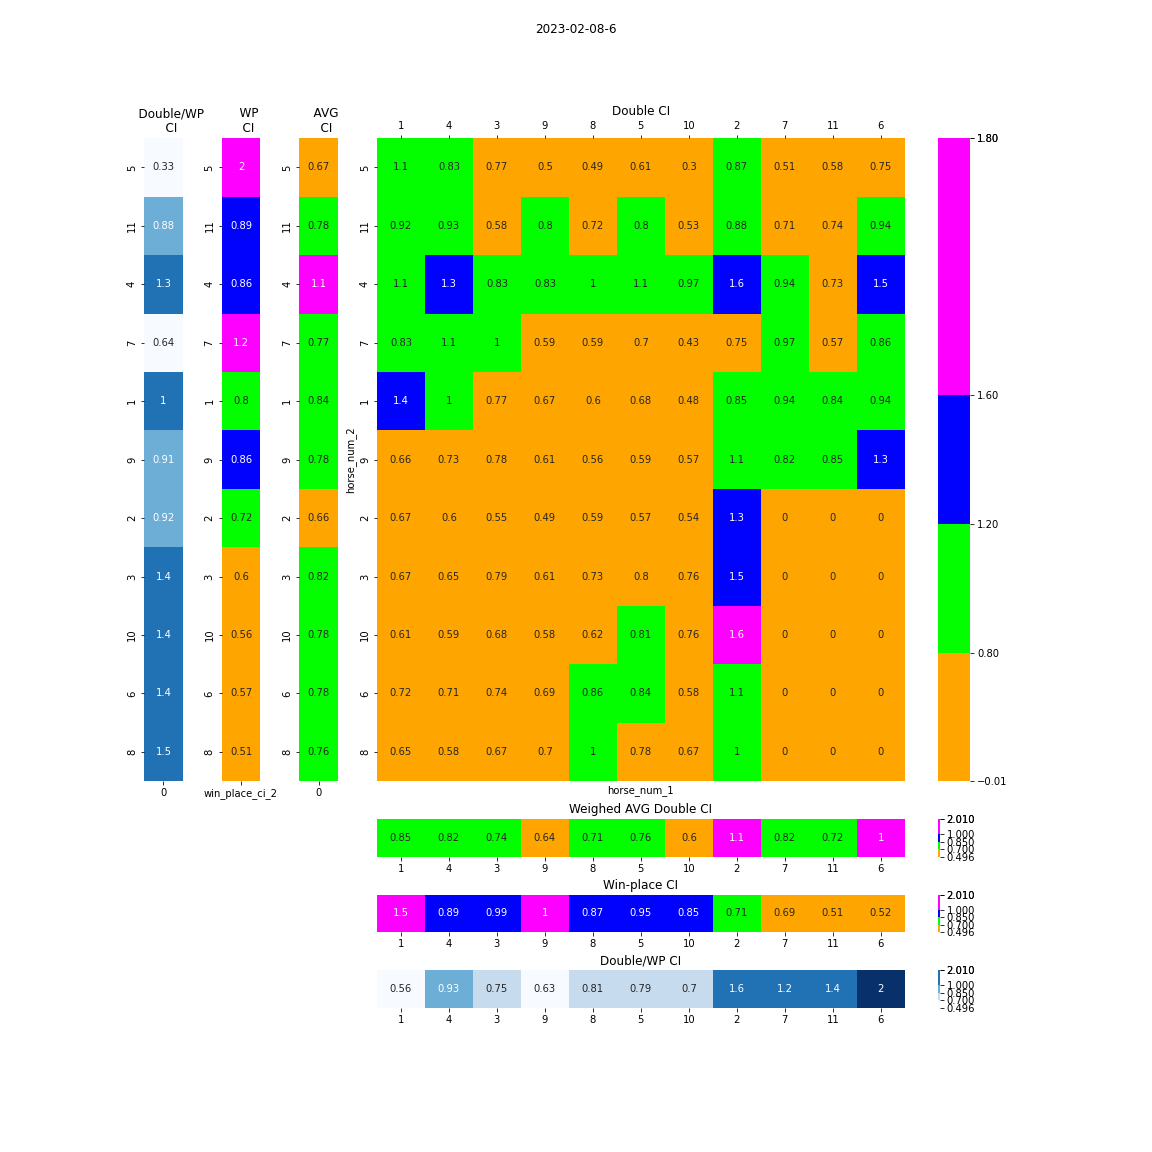 2023-02-08-6
Double/WP CI
WP CI
AVG CI
Double CI
1 4 3 9 8 5 10 2 7 11 6
1.80 1.80
5 0.33 5 2 5 0.67 5 1.1 0.83 0.77 0.5 0.49 0.61 0.3 0.87 0.51 0.58 0.75
11 0.88 11 0.89 11 0.78 11 0.92 0.93 0.58 0.8 0.72 0.8 0.53 0.88 0.71 0.74 0.94
4 1.3 4 0.86 4 1.1 4 1.1 1.3 0.83 0.83 1 1.1 0.97 1.6 0.94 0.73 1.5
7 0.64 7 1.2 7 0.77 7 0.83 1.1 1 0.59 0.59 0.7 0.43 0.75 0.97 0.57 0.86
1.60
1 1 1 0.8 1 0.84 1 1.4 1 0.77 0.67 0.6 0.68 0.48 0.85 0.94 0.84 0.94
horse_num_2
9 0.91 9 0.86 9 0.78 9 0.66 0.73 0.78 0.61 0.56 0.59 0.57 1.1 0.82 0.85 1.3
2 0.92 2 0.72 2 0.66 2 0.67 0.6 0.55 0.49 0.59 0.57 0.54 1.3 0 0 0
1.20
3 1.4 3 0.6 3 0.82 3 0.67 0.65 0.79 0.61 0.73 0.8 0.76 1.5 0 0 0
10 1.4 10 0.56 10 0.78 10 0.61 0.59 0.68 0.58 0.62 0.81 0.76 1.6 0 0 0
0.80
6 1.4 6 0.57 6 0.78 6 0.72 0.71 0.74 0.69 0.86 0.84 0.58 1.1 0 0 0
8 1.5 8 0.51 8 0.76 8 0.65 0.58 0.67 0.7 1 0.78 0.67 1 0 0 0
−0.01
0 win_place_ci_2 0 horse_num_1
Weighed AVG Double CI
0.85 0.82 0.74 0.64 0.71 0.76 0.6 1.1 0.82 0.72 1
2.010
1.000
0.850
0.700
0.496
1 4 3 9 8 5 10 2 7 11 6
Win-place CI
1.5 0.89 0.99 1 0.87 0.95 0.85 0.71 0.69 0.51 0.52
2.010
1.000
0.850
0.700
0.496
1 4 3 9 8 5 10 2 7 11 6
Double/WP CI
0.56 0.93 0.75 0.63 0.81 0.79 0.7 1.6 1.2 1.4 2
2.010
1.000
0.850
0.700
0.496
1 4 3 9 8 5 10 2 7 11 6